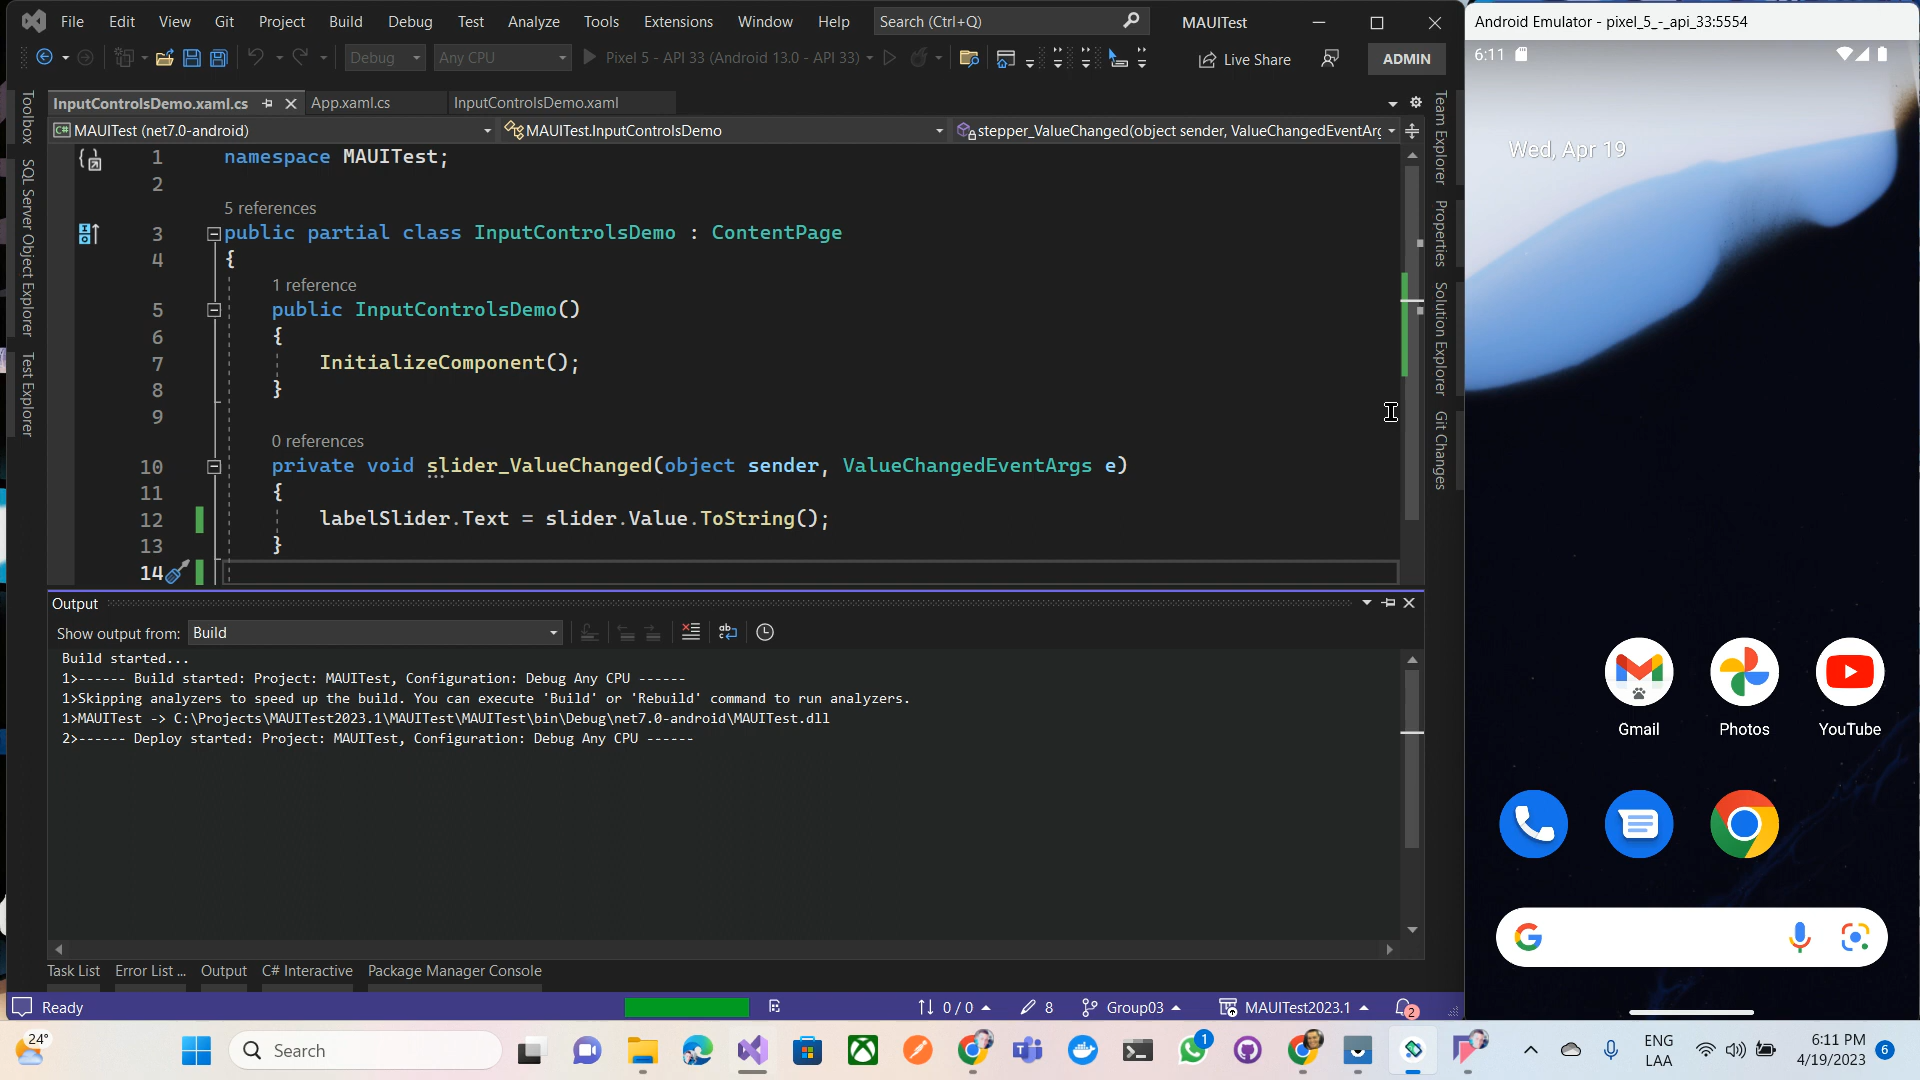 File Edit View Git Project Build Debug Test Analyze Tools Extensions Window Help Search (Ctrl+Q) MAUITest
Debug Any CPU Pixel 5 - API 33 (Android 13.0 - API 33) Live Share ADMIN
InputControlsDemo.xaml.cs App.xaml.cs InputControlsDemo.xaml
MAUITest (net7.0-android) MAUITest.InputControlsDemo stepper_ValueChanged(object sender, ValueChangedEventArg
Toolbox
SQL Server Object Explorer
Test Explorer
1 namespace MAUITest;
2
5 references
3 public partial class InputControlsDemo : ContentPage
4 {
1 reference
5 public InputControlsDemo()
6 {
7 InitializeComponent();
8 }
9
0 references
10 private void slider_ValueChanged(object sender, ValueChangedEventArgs e)
11 {
12 labelSlider.Text = slider.Value.ToString();
13 }
14
Team Explorer
Properties
Solution Explorer
Git Changes
Output
Show output from: Build
Build started...
1>------ Build started: Project: MAUITest, Configuration: Debug Any CPU ------
1>Skipping analyzers to speed up the build. You can execute 'Build' or 'Rebuild' command to run analyzers.
1>MAUITest -> C:\Projects\MAUITest2023.1\MAUITest\MAUITest\bin\Debug\net7.0-android\MAUITest.dll
2>------ Deploy started: Project: MAUITest, Configuration: Debug Any CPU ------
Task List Error List ... Output C# Interactive Package Manager Console
Ready 0 / 0 8 Group03 MAUITest2023.1 2
Android Emulator - pixel_5_-_api_33:5554
6:11
Wed, Apr 19
Gmail Photos YouTube
24° Search 1 ENG 6:11 PM
LAA 4/19/2023 6